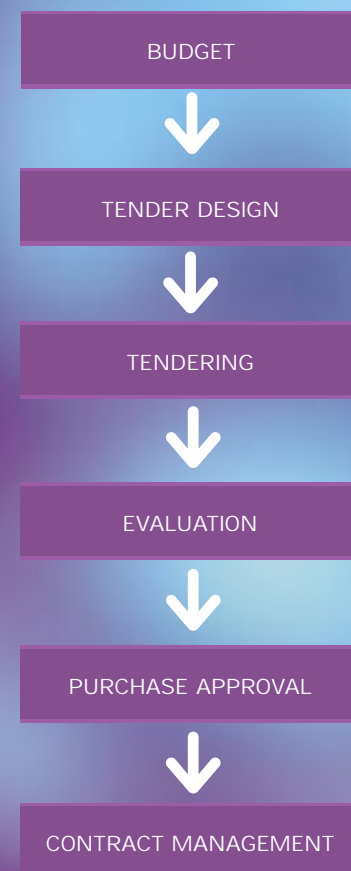 BUDGET
TENDER DESIGN
TENDERING
EVALUATION
PURCHASE APPROVAL
CONTRACT MANAGEMENT